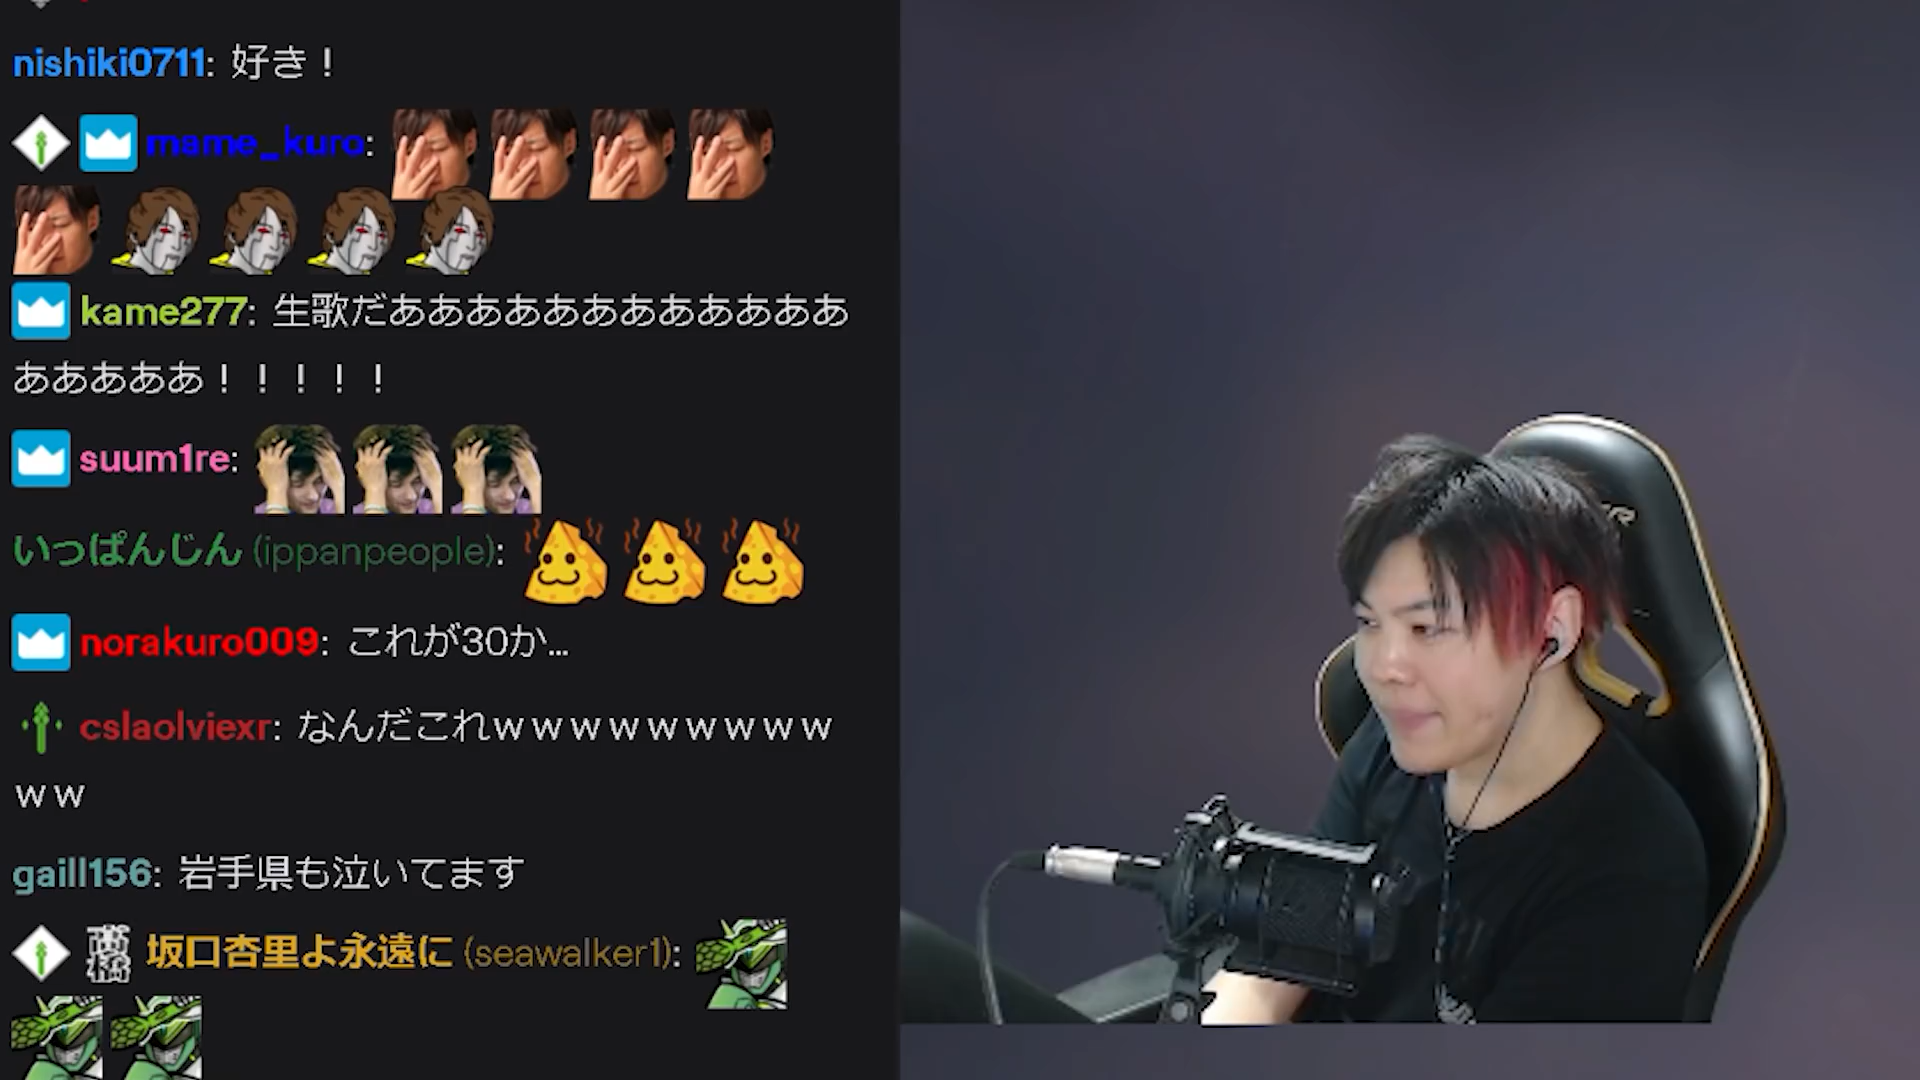 nishiki0711: 好き！
mame_kuro:
kame277: 生歌だああああああああああああ
あああああ！！！！！
suum1re:
いっぱんじん (ippanpeople):
norakuro009: これが30か...
cslaolviexr: なんだこれｗｗｗｗｗｗｗｗｗ
ｗｗ
gaill156: 岩手県も泣いてます
高橋 坂口杏里よ永遠に (seawalker1):